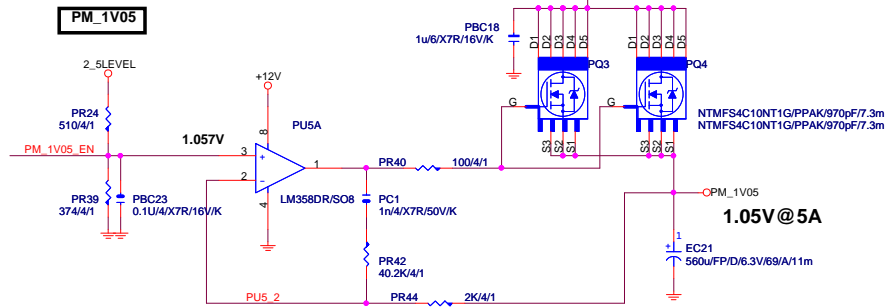 PM_1V05
2_5LEVEL
PR24
510/4/1
PM_1V05_EN
PR39
374/4/1
PBC23
0.1U/4/X7R/16V/K
1.057V
+12V
8
PU5A
3
+
2
-
1
4
LM358DR/SO8
PR40
100/4/1
PC1
1n/4/X7R/50V/K
PR42
40.2K/4/1
PU5_2
PR44
2K/4/1
PBC18
1u/6/X7R/16V/K
D1
D2
D3
D4
D5
PQ3
G
S3
S2
S1
D1
D2
D3
D4
D5
PQ4
G
S3
S2
S1
NTMFS4C10NT1G/PPAK/970pF/7.3m
NTMFS4C10NT1G/PPAK/970pF/7.3m
PM_1V05
1.05V@5A
1
+
EC21
560u/FP/D/6.3V/69/A/11m